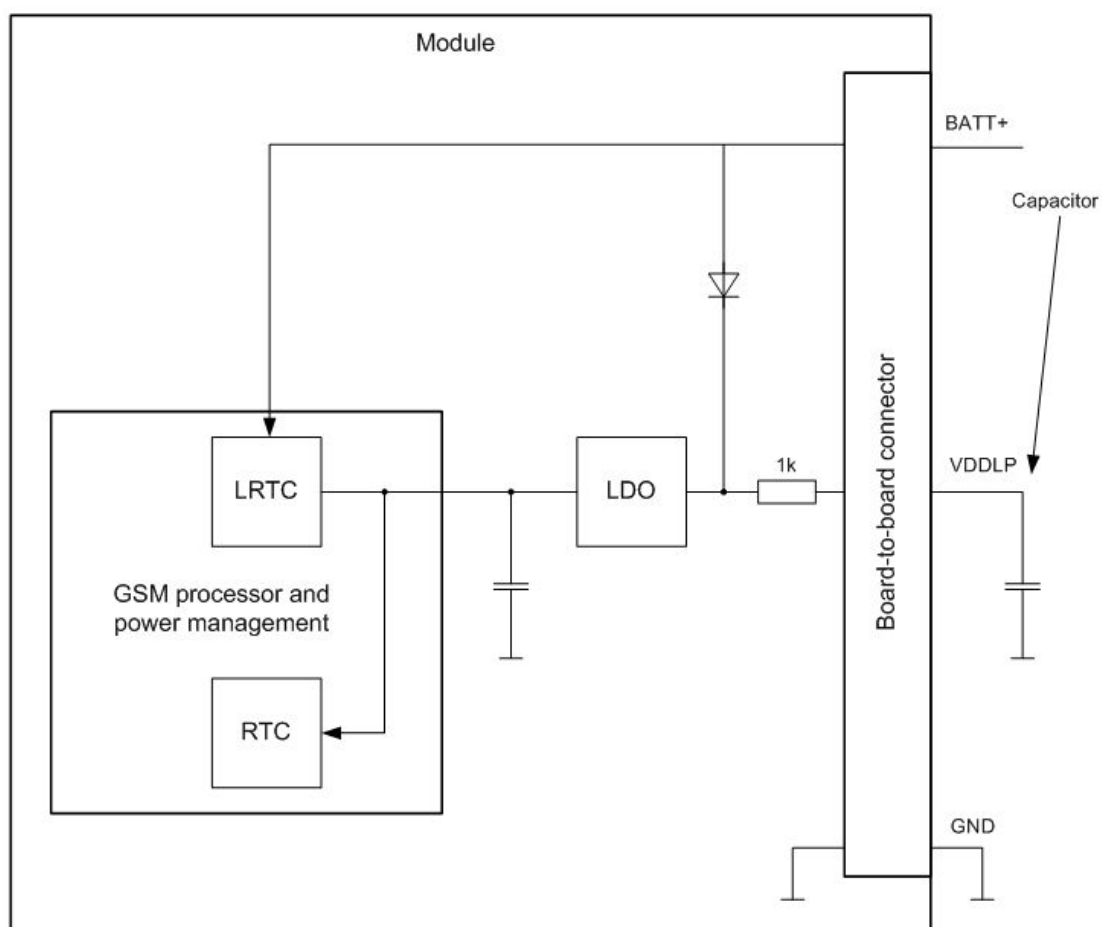 Module
BATT+
Capacitor
Board-to-board connector
LRTC
LDO
1k
VDDLP
GSM processor and
power management
RTC
GND